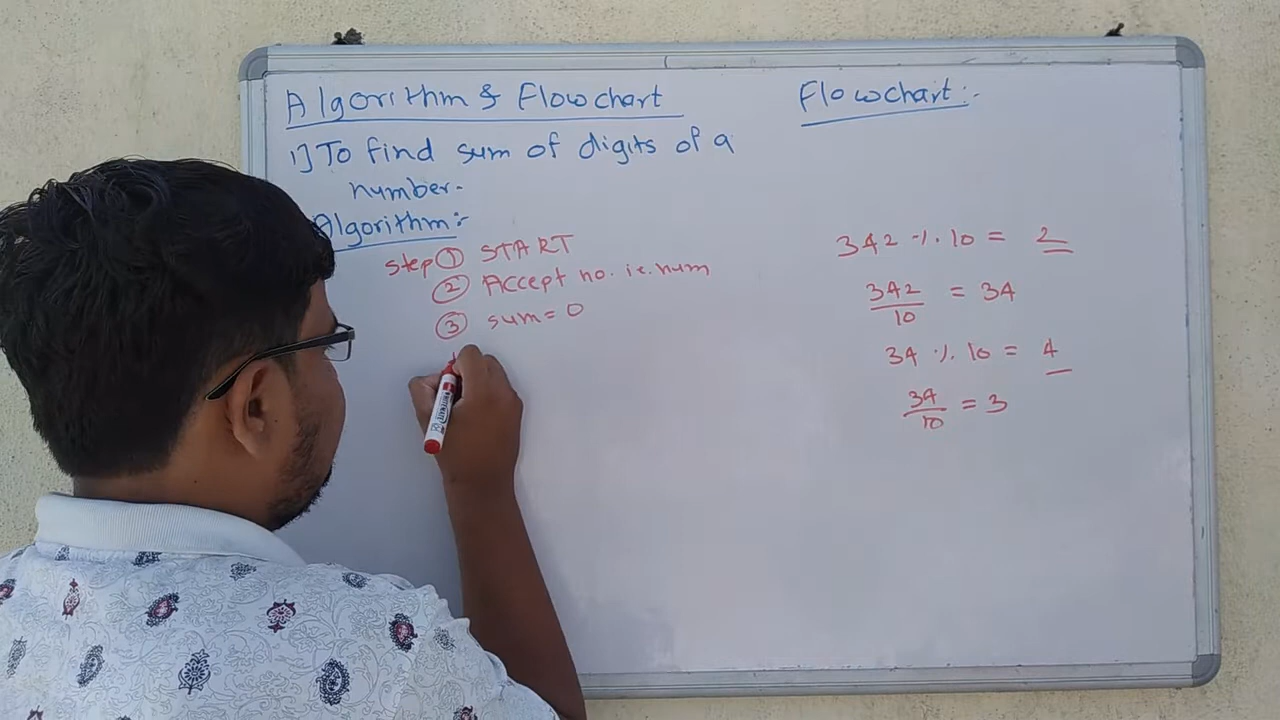 Algorithm & Flowchart
1] To find sum of digits of a
number.
Algorithm:-
Step ① START
② Accept no. i.e. num
③ sum = 0
Flowchart:-
342 % 10 = 2
342/10 = 34
34 % 10 = 4
34/10 = 3